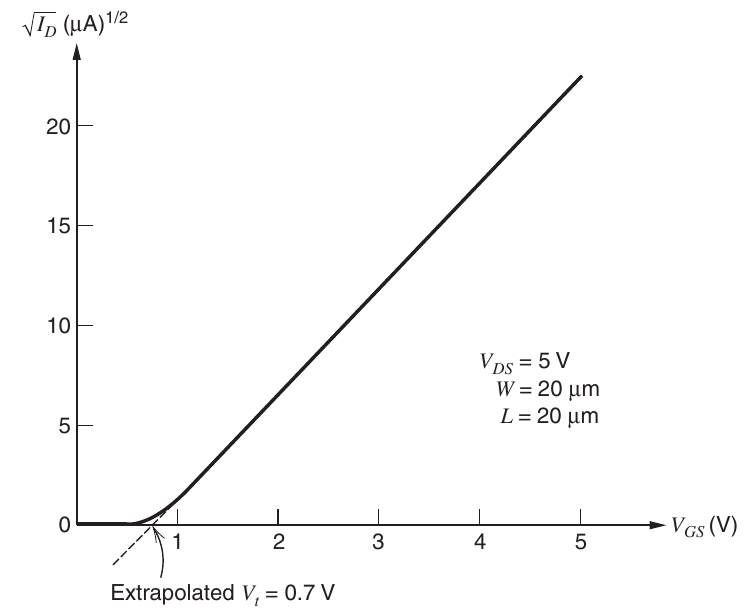 √I_D (μA)^1/2
20
15
10
5
0
V_DS = 5 V
W = 20 μm
L = 20 μm
1 2 3 4 5
V_GS (V)
Extrapolated V_t = 0.7 V